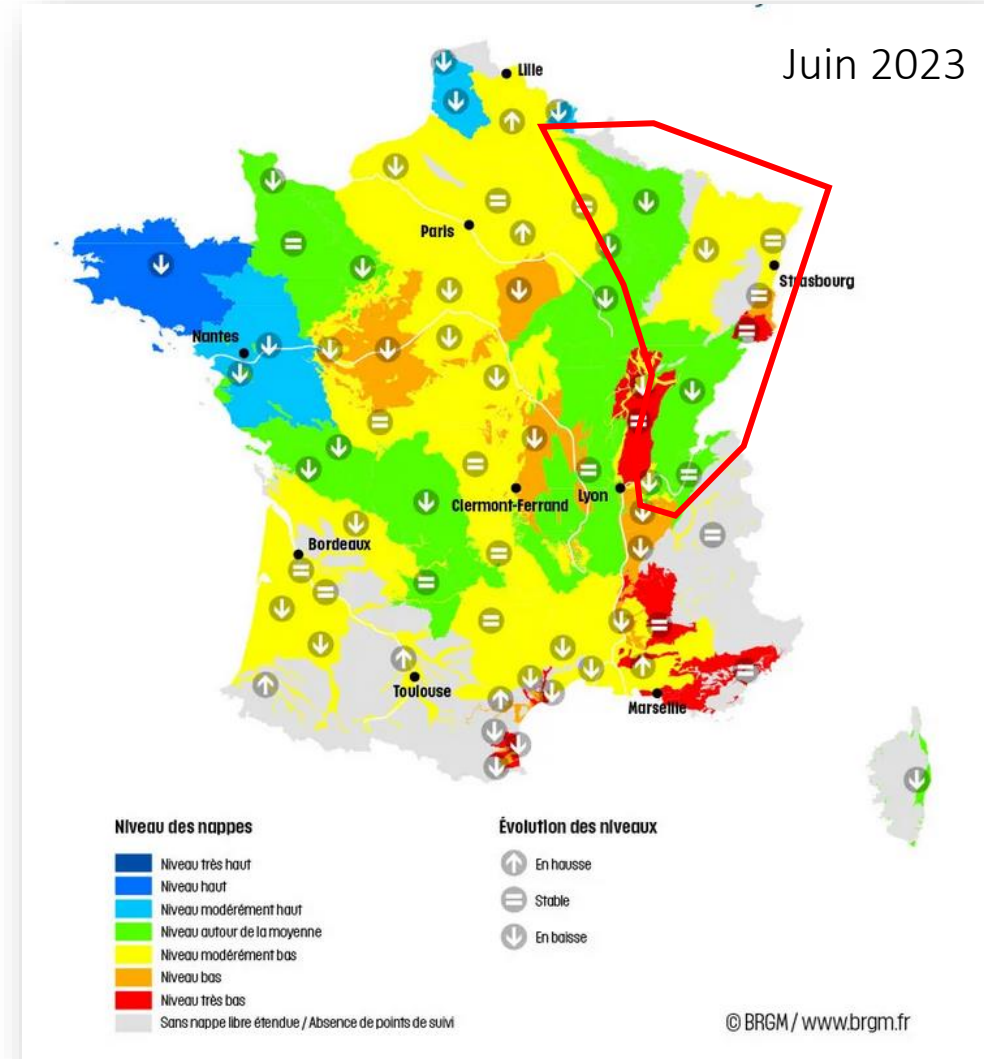 Juin 2023
Lille
Paris
Strasbourg
Nantes
Clermont-Ferrand
Lyon
Bordeaux
Toulouse
Marseille
Niveau des nappes
Niveau très haut
Niveau haut
Niveau modérément haut
Niveau autour de la moyenne
Niveau modérément bas
Niveau bas
Niveau très bas
Sans nappe libre étendue / Absence de points de suivi
Évolution des niveaux
En hausse
Stable
En baisse
© BRGM / www.brgm.fr